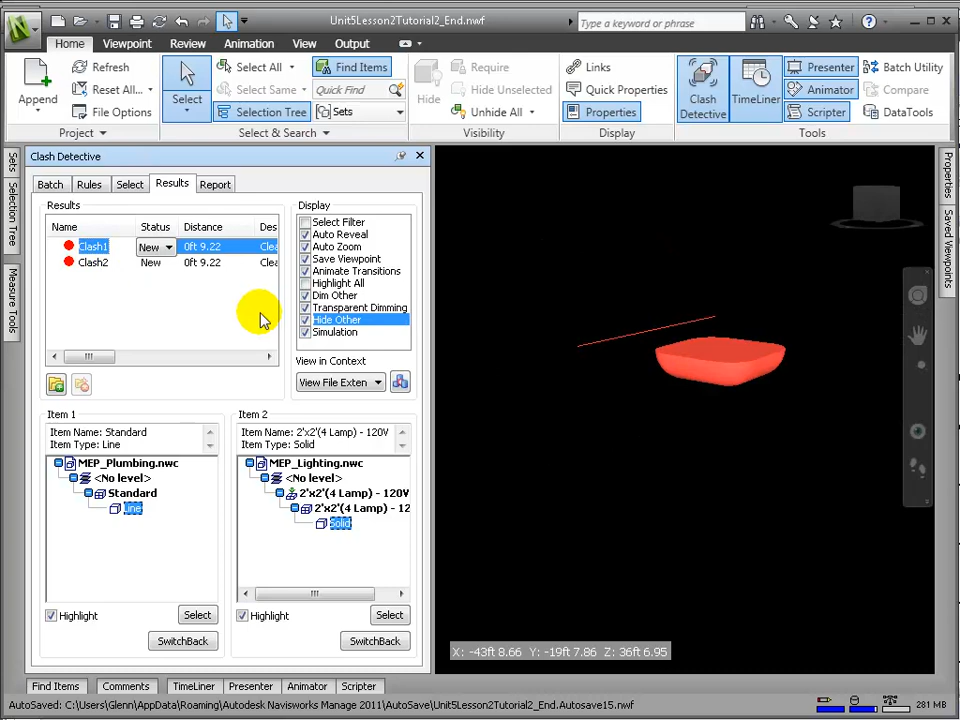 Unit5Lesson2Tutorial2_End.nwf
Type a keyword or phrase
Home Viewpoint Review Animation View Output
Append
Refresh
Reset All...
File Options
Project
Select
Select All
Select Same
Selection Tree
Find Items
Quick Find
Sets
Select & Search
Hide
Require
Hide Unselected
Unhide All
Visibility
Links
Quick Properties
Properties
Display
Clash
Detective
TimeLiner
Presenter
Animator
Scripter
Batch Utility
Compare
DataTools
Tools
Sets
Selection Tree
Measure Tools
Clash Detective
Batch Rules Select Results Report
Results
Name Status Distance Des
Clash1 New 0ft 9.22 Clea
Clash2 New 0ft 9.22 Clea
Display
Select Filter
Auto Reveal
Auto Zoom
Save Viewpoint
Animate Transitions
Highlight All
Dim Other
Transparent Dimming
Hide Other
Simulation
View in Context
View File Exten
Item 1
Item Name: Standard
Item Type: Line
MEP_Plumbing.nwc
<No level>
Standard
Line
Highlight
Select
SwitchBack
Item 2
Item Name: 2'x2'(4 Lamp) - 120V
Item Type: Solid
MEP_Lighting.nwc
<No level>
2'x2'(4 Lamp) - 120V
2'x2'(4 Lamp) - 12
Solid
Highlight
Select
SwitchBack
Properties
Saved Viewpoints
X: -43ft 8.66 Y: -19ft 7.86 Z: 36ft 6.95
Find Items Comments TimeLiner Presenter Animator Scripter
AutoSaved: C:\Users\Glenn\AppData\Roaming\Autodesk Navisworks Manage 2011\AutoSave\Unit5Lesson2Tutorial2_End.Autosave15.nwf
281 MB